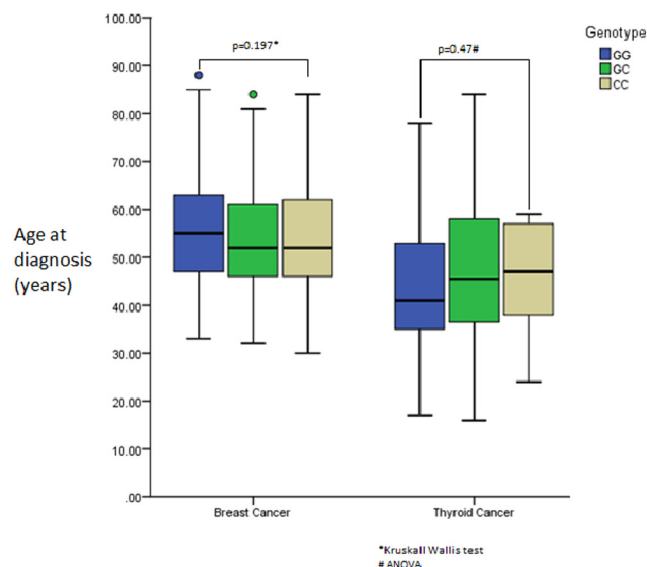 100.00
90.00
80.00
70.00
60.00
50.00
40.00
30.00
20.00
10.00
.00
Age at
diagnosis
(years)
p=0.197*
p=0.47#
Genotype
GG
GC
CC
Breast Cancer
Thyroid Cancer
*Kruskall Wallis test
# ANOVA